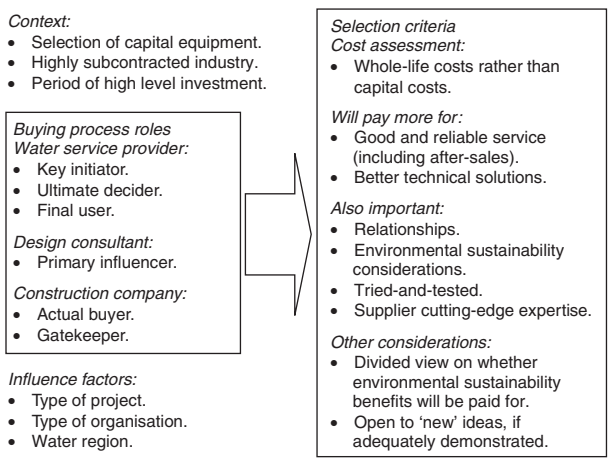 Context:
• Selection of capital equipment.
• Highly subcontracted industry.
• Period of high level investment.
Buying process roles
Water service provider:
• Key initiator.
• Ultimate decider.
• Final user.
Design consultant:
• Primary influencer.
Construction company:
• Actual buyer.
• Gatekeeper.
Influence factors:
• Type of project.
• Type of organisation.
• Water region.
Selection criteria
Cost assessment:
• Whole-life costs rather than
capital costs.
Will pay more for:
• Good and reliable service
(including after-sales).
• Better technical solutions.
Also important:
• Relationships.
• Environmental sustainability
considerations.
• Tried-and-tested.
• Supplier cutting-edge expertise.
Other considerations:
• Divided view on whether
environmental sustainability
benefits will be paid for.
• Open to ‘new’ ideas, if
adequately demonstrated.